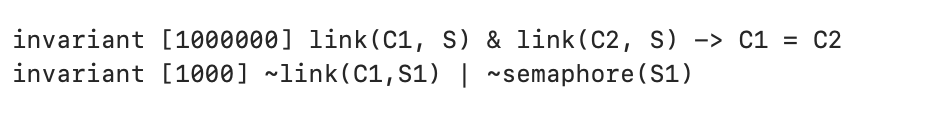 invariant [1000000] link(C1, S) & link(C2, S) -> C1 = C2
invariant [1000] ~link(C1,S1) | ~semaphore(S1)